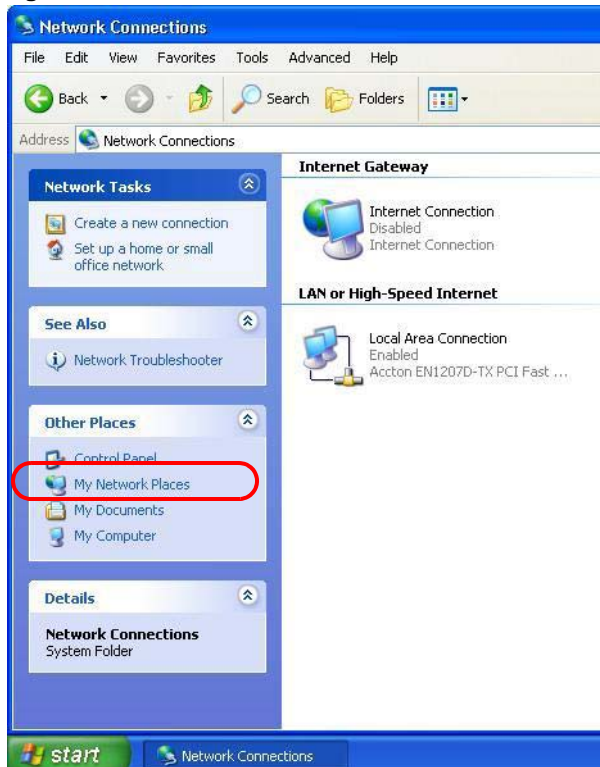 Network Connections
File Edit View Favorites Tools Advanced Help
Back Search Folders
Address Network Connections
Network Tasks
Create a new connection
Set up a home or small
office network
See Also
Network Troubleshooter
Other Places
Control Panel
My Network Places
My Documents
My Computer
Details
Network Connections
System Folder
Internet Gateway
Internet Connection
Disabled
Internet Connection
LAN or High-Speed Internet
Local Area Connection
Enabled
Accton EN1207D-TX PCI Fast ...
start Network Connections